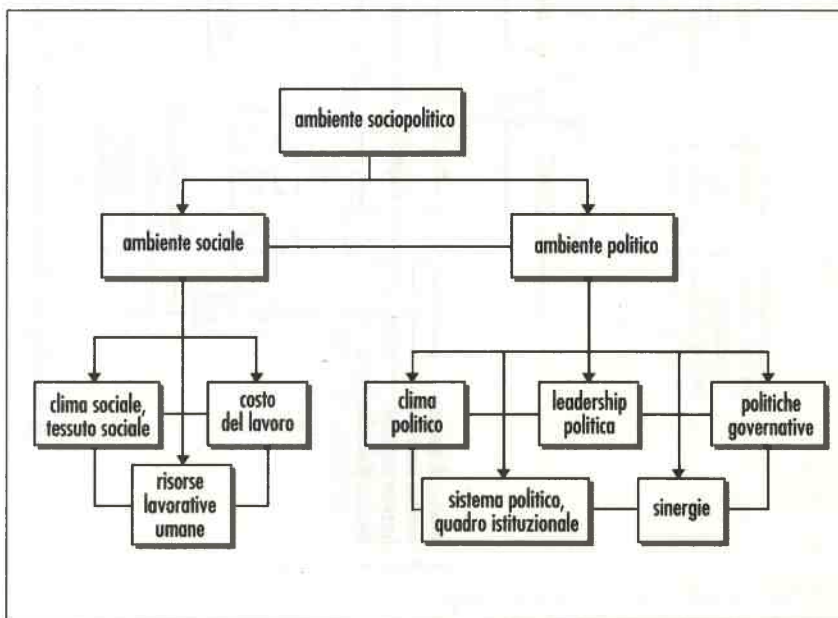 ambiente sociopolitico
ambiente sociale
ambiente politico
clima sociale,
tessuto sociale
costo
del lavoro
risorse
lavorative
umane
clima
politico
leadership
politica
politiche
governative
sistema politico,
quadro istituzionale
sinergie